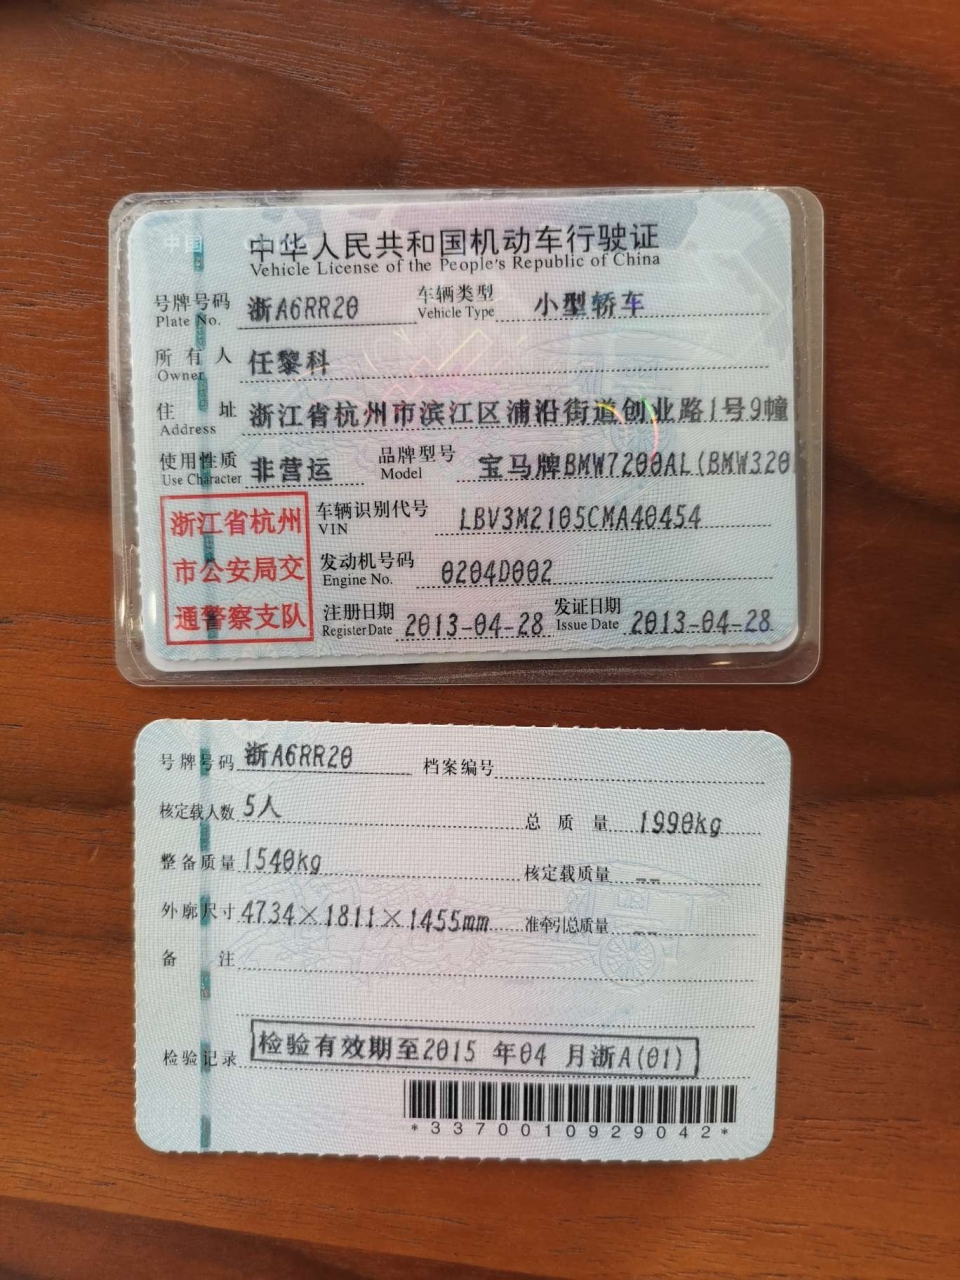 中国
中华人民共和国机动车行驶证
Vehicle License of the People's Republic of China
号牌号码 浙A6RR20 车辆类型 小型轿车
Plate No. Vehicle Type
所有人 任黎科
Owner
住址 浙江省杭州市滨江区浦沿街道创业路1号9幢
Address
使用性质 非营运 品牌型号 宝马牌BMW7200AL(BMW320
Use Character Model
浙江省杭州
市公安局交
通警察支队
车辆识别代号 LBV3M2105CMA40454
VIN
发动机号码 0204D002
Engine No.
注册日期 2013-04-28 发证日期 2013-04-28
Register Date Issue Date
号牌号码 浙A6RR20 档案编号
核定载人数 5人 总质量 1990kg
整备质量 1540kg 核定载质量 --
外廓尺寸 4734×1811×1455mm 准牵引总质量 --
备注
检验记录 检验有效期至2015 年04 月浙A(01)
*3370010929042*